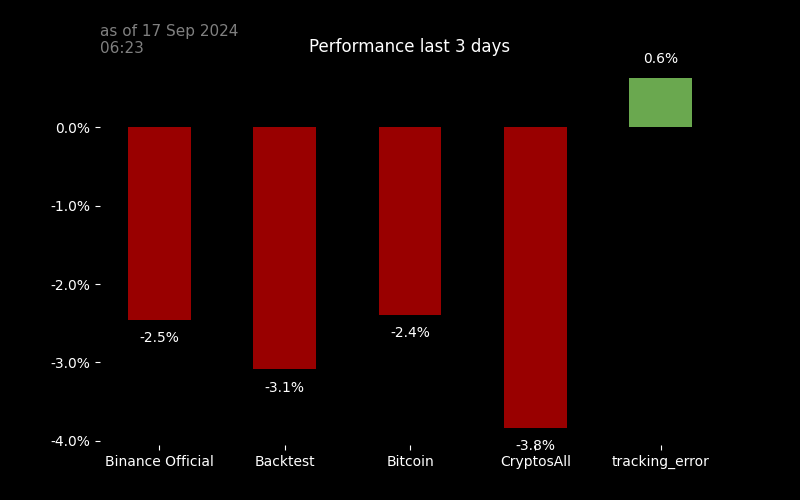 as of 17 Sep 2024
06:23
Performance last 3 days
0.6%
0.0%
-1.0%
-2.0%
-3.0%
-4.0%
-2.5%
-3.1%
-2.4%
-3.8%
Binance Official
Backtest
Bitcoin
CryptosAll
tracking_error